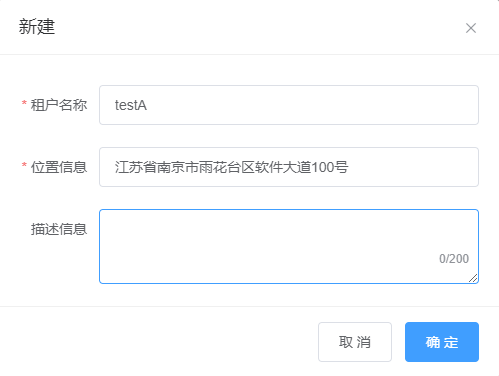 新建
* 租户名称 testA
* 位置信息 江苏省南京市雨花台区软件大道100号
描述信息
0/200
取 消 确 定